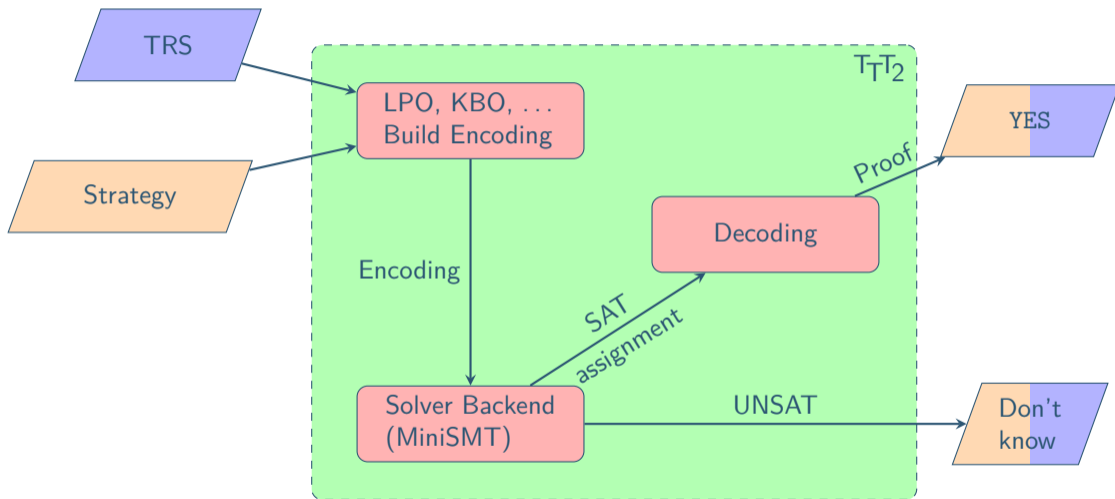 TRS
TTT2
LPO, KBO, ...
Build Encoding
YES
Proof
Strategy
Decoding
Encoding
SAT
assignment
Solver Backend
(MiniSMT)
UNSAT
Don't
know